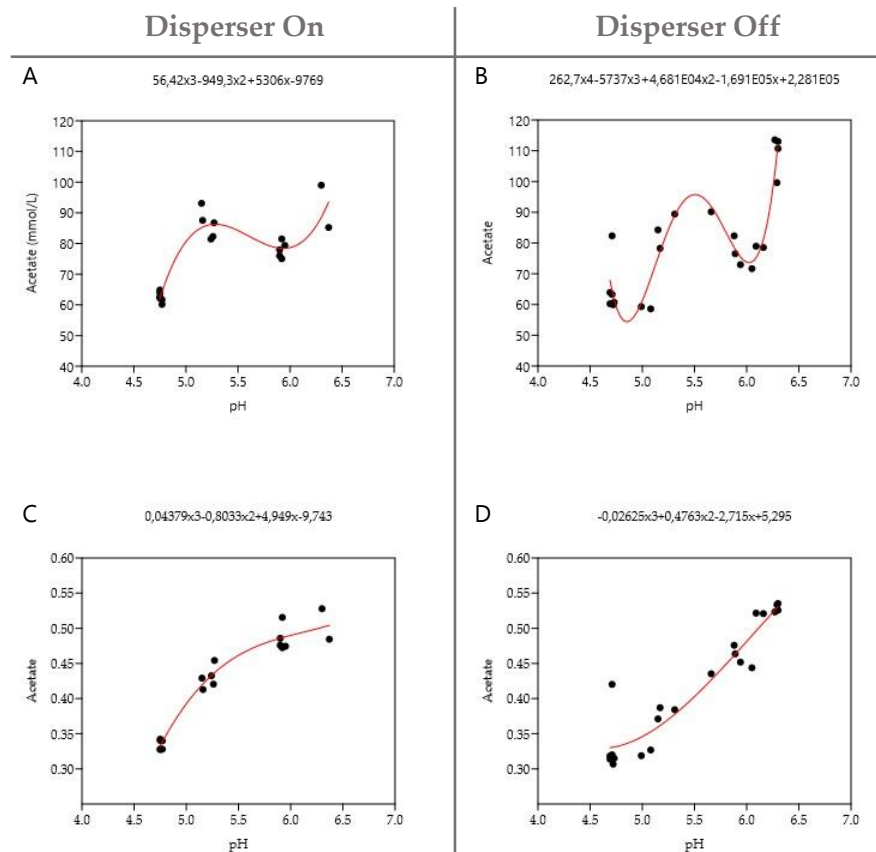 Disperser On
Disperser Off
A
56,42x3-949,3x2+5306x-9769
120
110
100
90
80
70
60
50
40
Acetate (mmol/L)
4.0 4.5 5.0 5.5 6.0 6.5 7.0
pH
B
262,7x4-5737x3+4,681E04x2-1,691E05x+2,281E05
120
110
100
90
80
70
60
50
40
Acetate
4.0 4.5 5.0 5.5 6.0 6.5 7.0
pH
C
0,04379x3-0,8033x2+4,949x-9,743
0.60
0.55
0.50
0.45
0.40
0.35
0.30
Acetate
4.0 4.5 5.0 5.5 6.0 6.5 7.0
pH
D
-0,02625x3+0,4763x2-2,715x+5,295
0.60
0.55
0.50
0.45
0.40
0.35
0.30
Acetate
4.0 4.5 5.0 5.5 6.0 6.5 7.0
pH